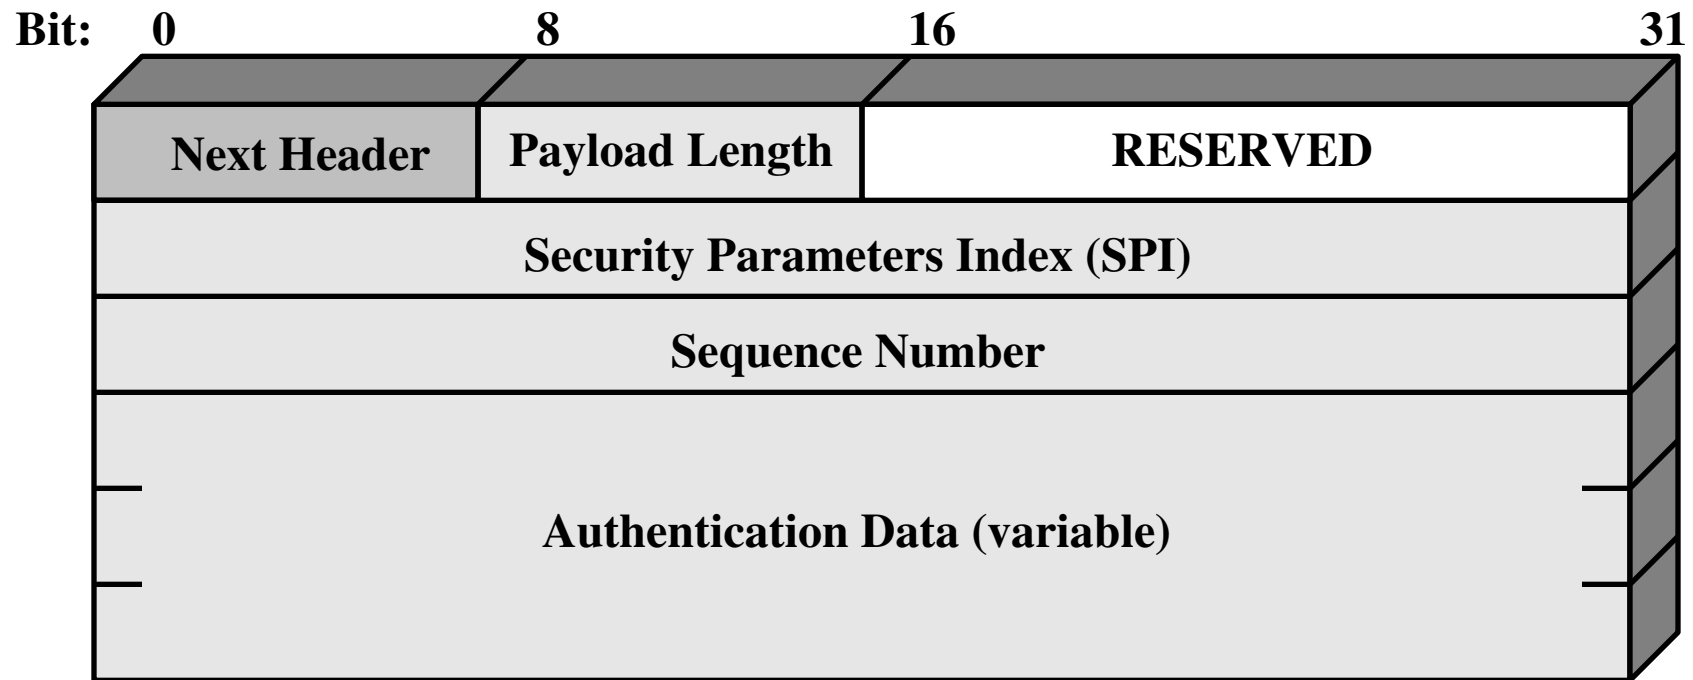 Bit: 0 8 16 31
Next Header Payload Length RESERVED
Security Parameters Index (SPI)
Sequence Number
Authentication Data (variable)